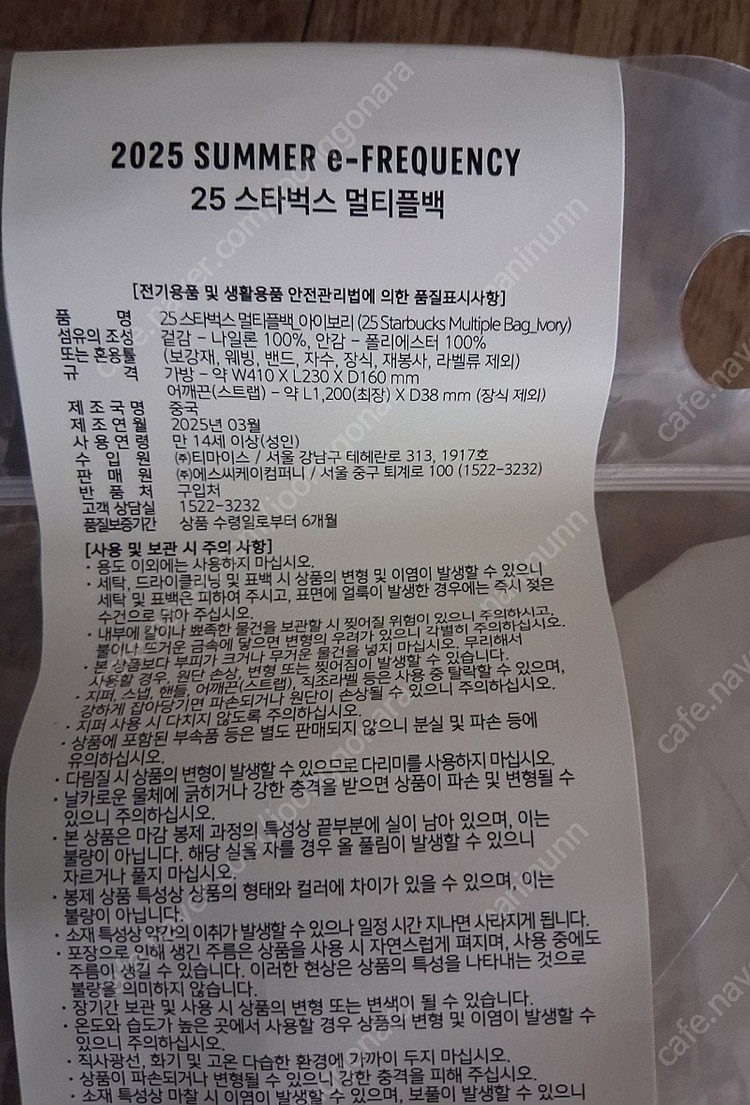 2025 SUMMER e-FREQUENCY
25 스타벅스 멀티플백
[전기용품 및 생활용품 안전관리법에 의한 품질표시사항]
품 명 25 스타벅스 멀티플백_아이보리 (25 Starbucks Multiple Bag_Ivory)
섬유의 조성 겉감 - 나일론 100%, 안감 - 폴리에스터 100%
또는 혼용률 (보강재, 웨빙, 밴드, 자수, 장식, 재봉사, 라벨류 제외)
규 격 가방 - 약 W410 X L230 X D160 mm
어깨끈(스트랩) - 약 L1,200(최장) X D38 mm (장식 제외)
제 조 국 명 중국
제 조 연 월 2025년 03월
사 용 연 령 만 14세 이상(성인)
수 입 원 ㈜티마이스 / 서울 강남구 테헤란로 313, 1917호
판 매 원 ㈜에스씨케이컴퍼니 / 서울 중구 퇴계로 100 (1522-3232)
반 품 처 구입처
고객 상담실 1522-3232
품질보증기간 상품 수령일로부터 6개월
[사용 및 보관 시 주의 사항]
· 용도 이외에는 사용하지 마십시오.
· 세탁, 드라이클리닝 및 표백 시 상품의 변형 및 이염이 발생할 수 있으니
세탁 및 표백은 피하여 주시고, 표면에 얼룩이 발생한 경우에는 즉시 젖은
수건으로 닦아 주십시오.
· 내부에 칼이나 뾰족한 물건을 보관할 시 찢어질 위험이 있으니 주의하시고,
불이나 뜨거운 금속에 닿으면 변형의 우려가 있으니 각별히 주의하십시오.
· 본 상품보다 부피가 크거나 무거운 물건을 넣지 마십시오. 무리해서
사용할 경우, 원단 손상, 변형 또는 찢어짐이 발생할 수 있습니다.
· 지퍼, 스냅, 핸들, 어깨끈(스트랩), 직조라벨 등은 사용 중 탈락할 수 있으며,
강하게 잡아당기면 파손되거나 원단이 손상될 수 있으니 주의하십시오.
· 지퍼 사용 시 다치지 않도록 주의하십시오.
· 상품에 포함된 부속품 등은 별도 판매되지 않으니 분실 및 파손 등에
유의하십시오.
· 다림질 시 상품의 변형이 발생할 수 있으므로 다리미를 사용하지 마십시오.
· 날카로운 물체에 긁히거나 강한 충격을 받으면 상품이 파손 및 변형될 수
있으니 주의하십시오.
· 본 상품은 마감 봉제 과정의 특성상 끝부분에 실이 남아 있으며, 이는
불량이 아닙니다. 해당 실을 자를 경우 올 풀림이 발생할 수 있으니
자르거나 풀지 마십시오.
· 봉제 상품 특성상 상품의 형태와 컬러에 차이가 있을 수 있으며, 이는
불량이 아닙니다.
· 소재 특성상 약간의 이취가 발생할 수 있으나 일정 시간 지나면 사라지게 됩니다.
· 포장으로 인해 생긴 주름은 상품을 사용 시 자연스럽게 펴지며, 사용 중에도
주름이 생길 수 있습니다. 이러한 현상은 상품의 특성을 나타내는 것으로
불량을 의미하지 않습니다.
· 장기간 보관 및 사용 시 상품의 변형 또는 변색이 될 수 있습니다.
· 온도와 습도가 높은 곳에서 사용할 경우 상품의 변형 및 이염이 발생할 수
있으니 주의하십시오.
· 직사광선, 화기 및 고온 다습한 환경에 가까이 두지 마십시오.
· 상품이 파손되거나 변형될 수 있으니 강한 충격을 피해 주십시오.
· 소재 특성상 마찰 시 이염이 발생할 수 있으며, 보풀이 발생할 수 있으니